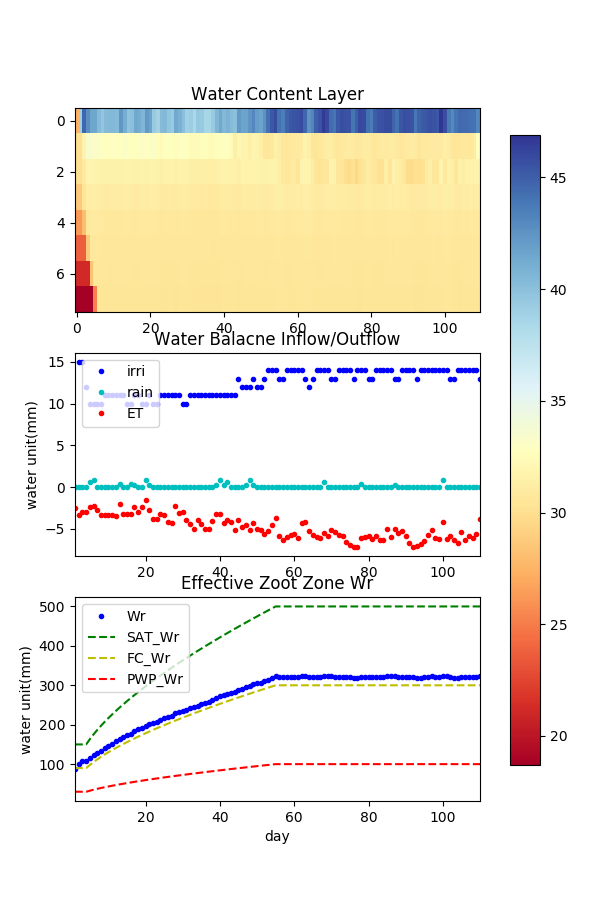 Water Content Layer
0
2
4
6
0 20 40 60 80 100
Water Balacne Inflow/Outflow
water unit(mm)
15
10
5
0
−5
irri
rain
ET
20 40 60 80 100
Effective Zoot Zone Wr
water unit(mm)
500
400
300
200
100
Wr
SAT_Wr
FC_Wr
PWP_Wr
20 40 60 80 100
day
45
40
35
30
25
20